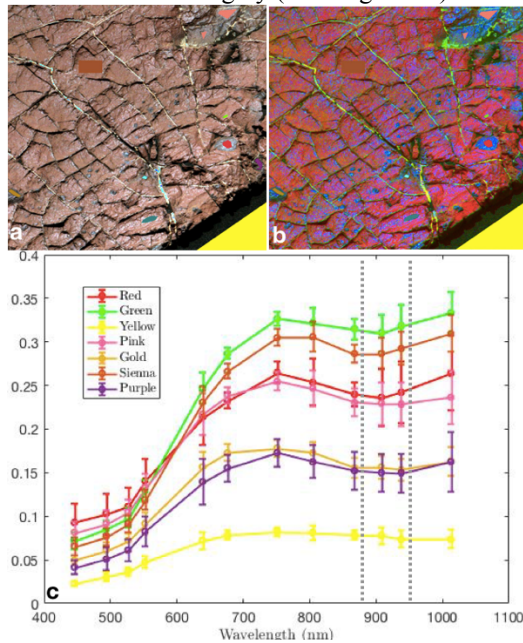 a
b
0.4
0.35
0.3
0.25
0.2
0.15
0.1
0.05
0
Red
Green
Yellow
Pink
Gold
Sienna
Purple
c
400 500 600 700 800 900 1000 1100
Wavelength (nm)